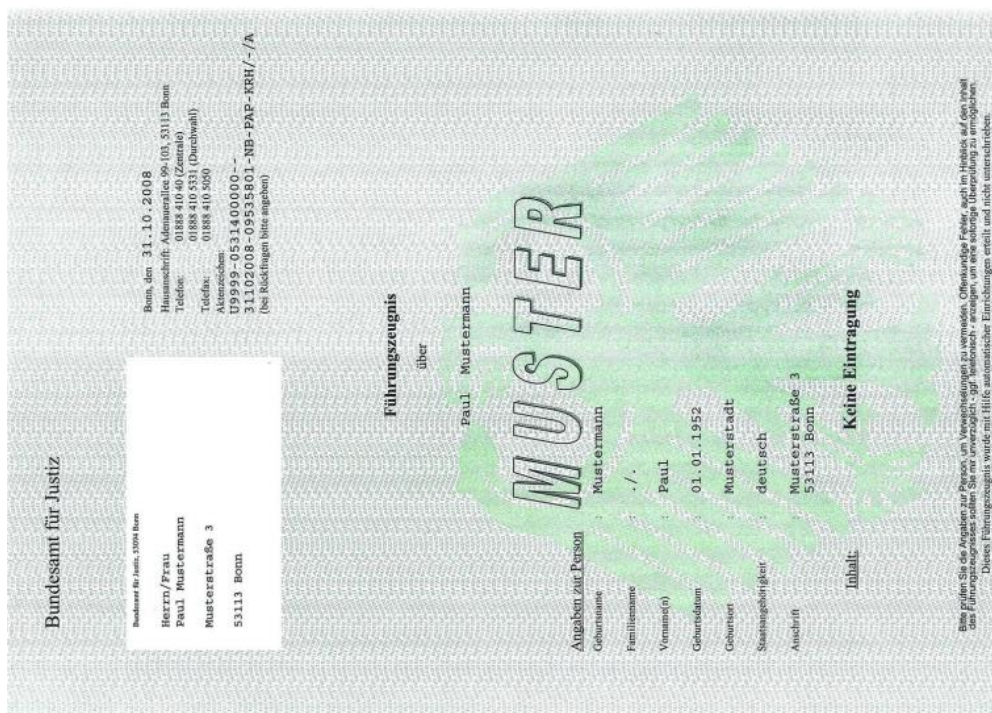 Bundesamt für Justiz
Bundesamt für Justiz, 53094 Bonn
Herrn/Frau
Paul Mustermann
Musterstraße 3
53113 Bonn
Bonn, den 31.10.2008
Hausanschrift: Adenauerallee 99-103, 53113 Bonn
Telefon: 01888 410 40 (Zentrale)
01888 410 5331 (Durchwahl)
Telefax: 01888 410 5050
Aktenzeichen:
U9999-0531400000--
31102008-09535801-NB-PAP-KRH/-/A
(bei Rückfragen bitte angeben)
Führungszeugnis
über
Paul Mustermann
MUSTER
Angaben zur Person
Geburtsname : Mustermann
Familienname : ./.
Vorname(n) : Paul
Geburtsdatum : 01.01.1952
Geburtsort : Musterstadt
Staatsangehörigkeit : deutsch
Anschrift : Musterstraße 3
53113 Bonn
Inhalt: Keine Eintragung
Bitte prüfen Sie die Angaben zur Person, um Verwechselungen zu vermeiden. Offenkundige Fehler, auch im Hinblick auf den Inhalt
des Führungszeugnisses sollten Sie mir unverzüglich - ggf. telefonisch - anzeigen, um eine sofortige Überprüfung zu ermöglichen.
Dieses Führungszeugnis wurde mit Hilfe automatischer Einrichtungen erteilt und nicht unterschrieben.